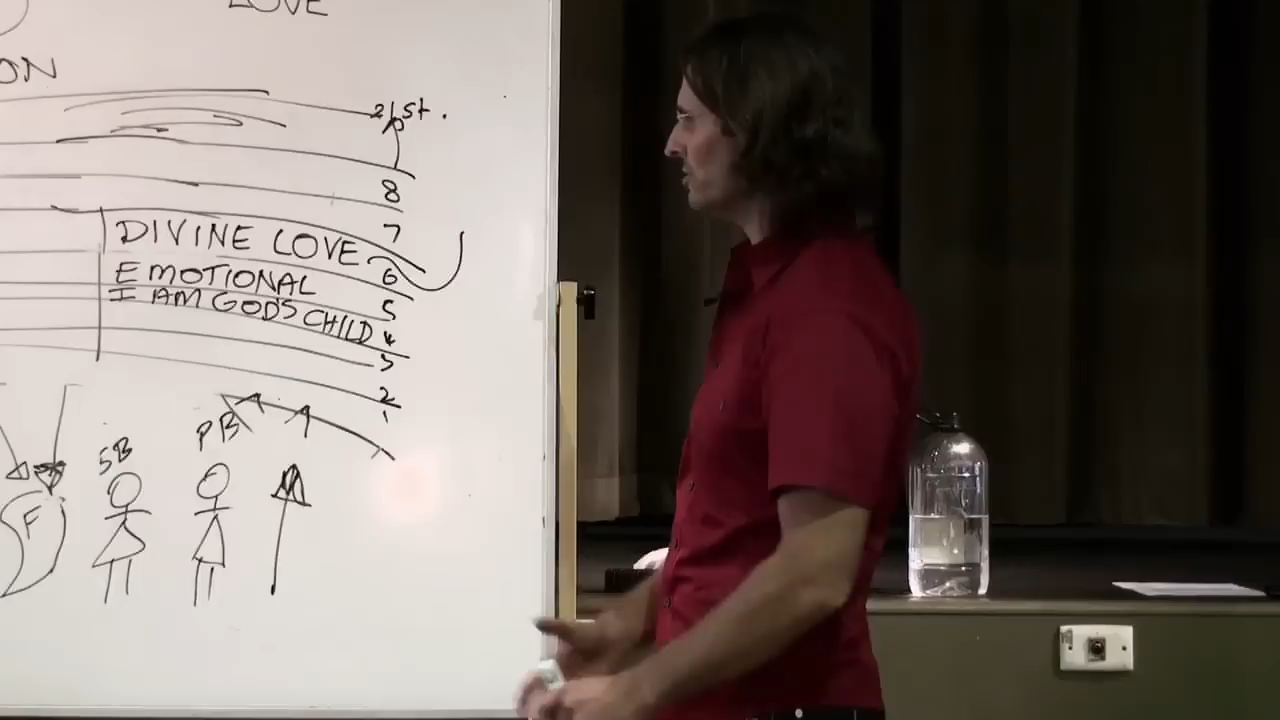 LOVE
ON
21st.
8
7
DIVINE LOVE
6
EMOTIONAL
5
I AM GOD'S CHILD
4
3
2
1
PB
SB
F